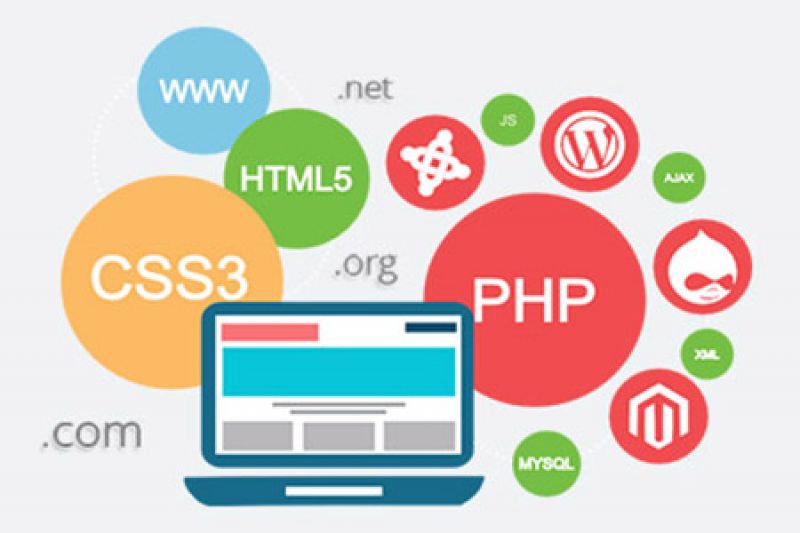 WWW
.net
JS
HTML5
AJAX
CSS3
.org
PHP
XML
.com
MYSQL